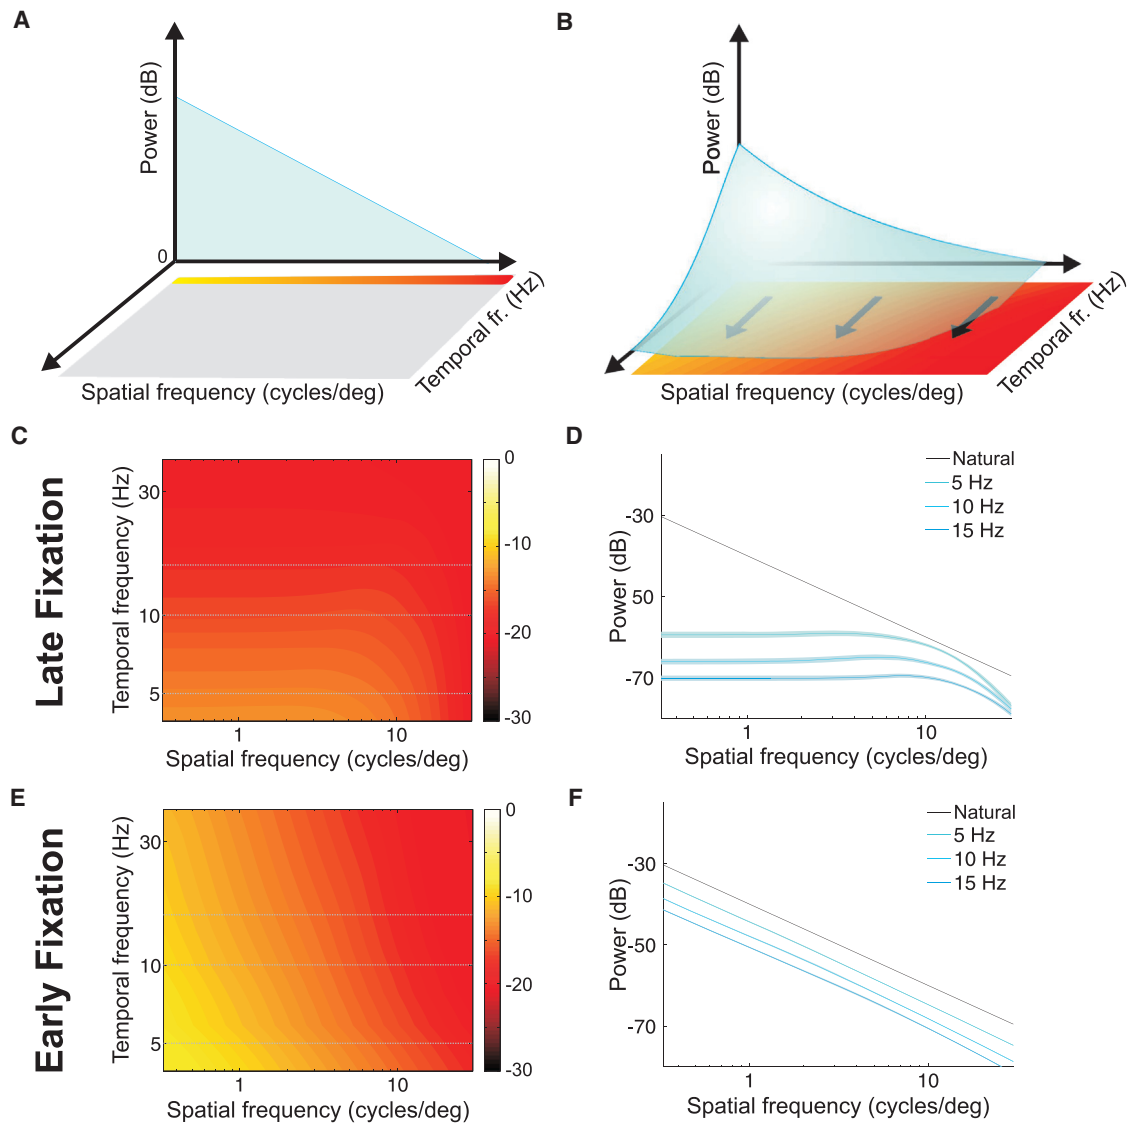 A
Power (dB)
0
Spatial frequency (cycles/deg)
Temporal fr. (Hz)
B
Power (dB)
Spatial frequency (cycles/deg)
Temporal fr. (Hz)
C
Late Fixation
Temporal frequency (Hz)
30
10
5
1
10
Spatial frequency (cycles/deg)
0
-10
-20
-30
D
Power (dB)
-30
50
-70
1
10
Spatial frequency (cycles/deg)
Natural
5 Hz
10 Hz
15 Hz
E
Early Fixation
Temporal frequency (Hz)
30
10
5
1
10
Spatial frequency (cycles/deg)
0
-10
-20
-30
F
Power (dB)
-30
-50
-70
1
10
Spatial frequency (cycles/deg)
Natural
5 Hz
10 Hz
15 Hz